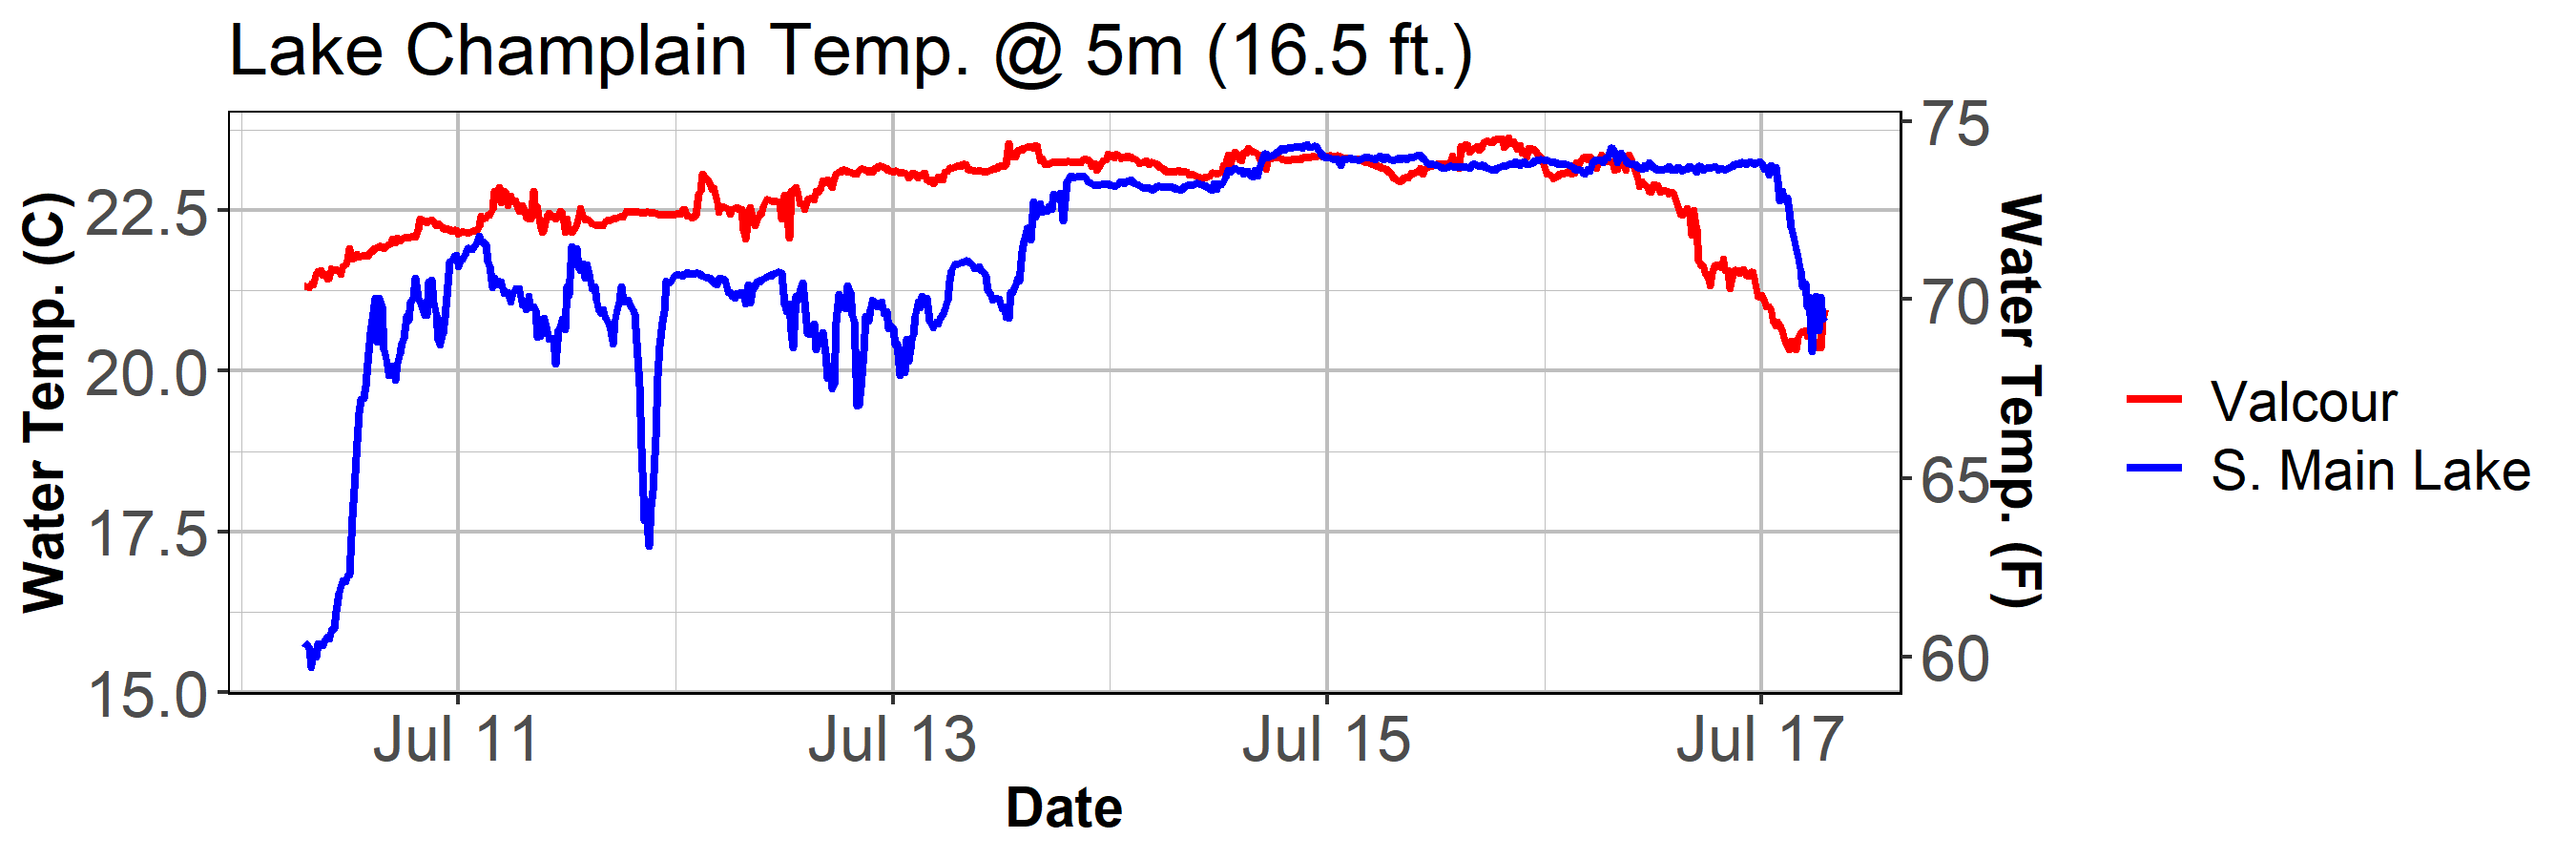 Lake Champlain Temp. @ 5m (16.5 ft.)
Water Temp. (C)
22.5
20.0
17.5
15.0
75
70
65
60
Water Temp. (F)
Jul 11
Jul 13
Jul 15
Jul 17
Date
Valcour
S. Main Lake